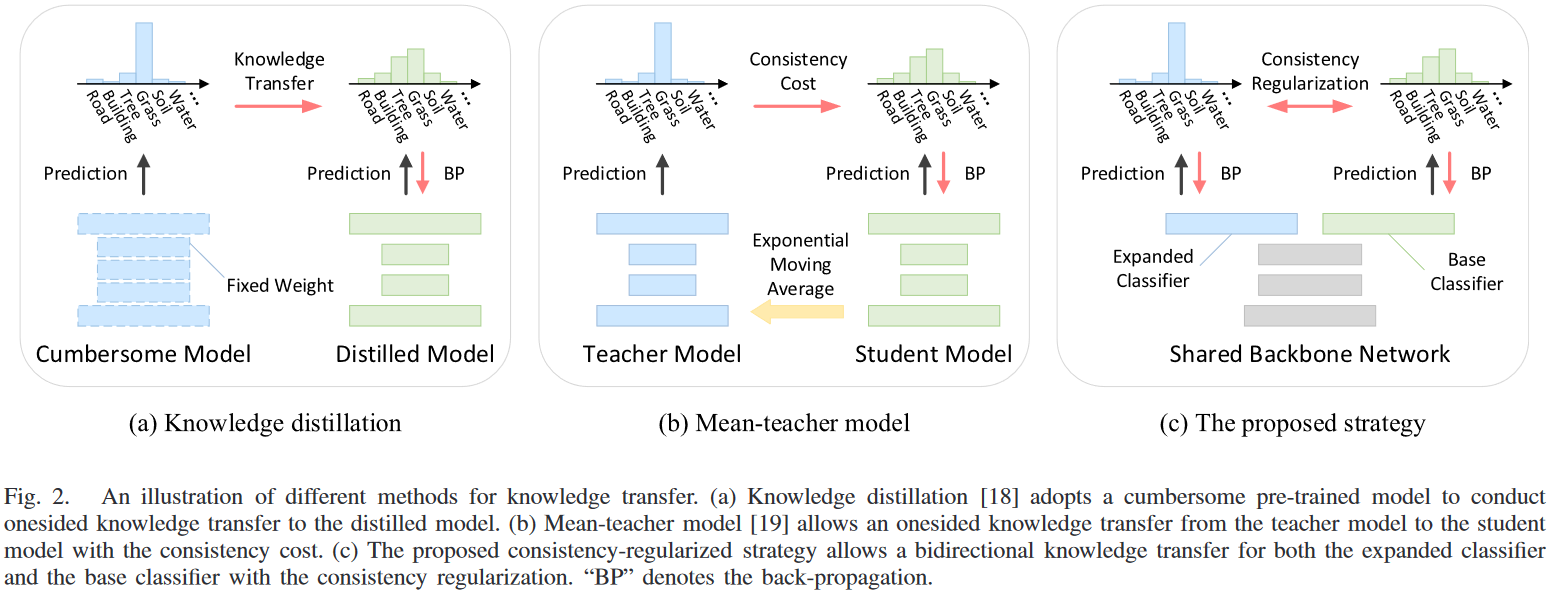 Knowledge
Transfer
Road
Building
Tree
Building
Grass
Soil
Water
...
Road
Building
Tree
Building
Grass
Soil
Water
...
Prediction
Prediction
BP
Fixed Weight
Cumbersome Model
Distilled Model
(a) Knowledge distillation
Consistency
Cost
Road
Building
Tree
Building
Grass
Soil
Water
...
Road
Building
Tree
Building
Grass
Soil
Water
...
Prediction
Prediction
BP
Exponential
Moving
Average
Teacher Model
Student Model
(b) Mean-teacher model
Consistency
Regularization
Road
Building
Tree
Building
Grass
Soil
Water
...
Road
Building
Tree
Building
Grass
Soil
Water
...
Prediction
BP
Prediction
BP
Expanded
Classifier
Base
Classifier
Shared Backbone Network
(c) The proposed strategy
Fig. 2. An illustration of different methods for knowledge transfer. (a) Knowledge distillation [18] adopts a cumbersome pre-trained model to conduct
onesided knowledge transfer to the distilled model. (b) Mean-teacher model [19] allows an onesided knowledge transfer from the teacher model to the student
model with the consistency cost. (c) The proposed consistency-regularized strategy allows a bidirectional knowledge transfer for both the expanded classifier
and the base classifier with the consistency regularization. “BP” denotes the back-propagation.